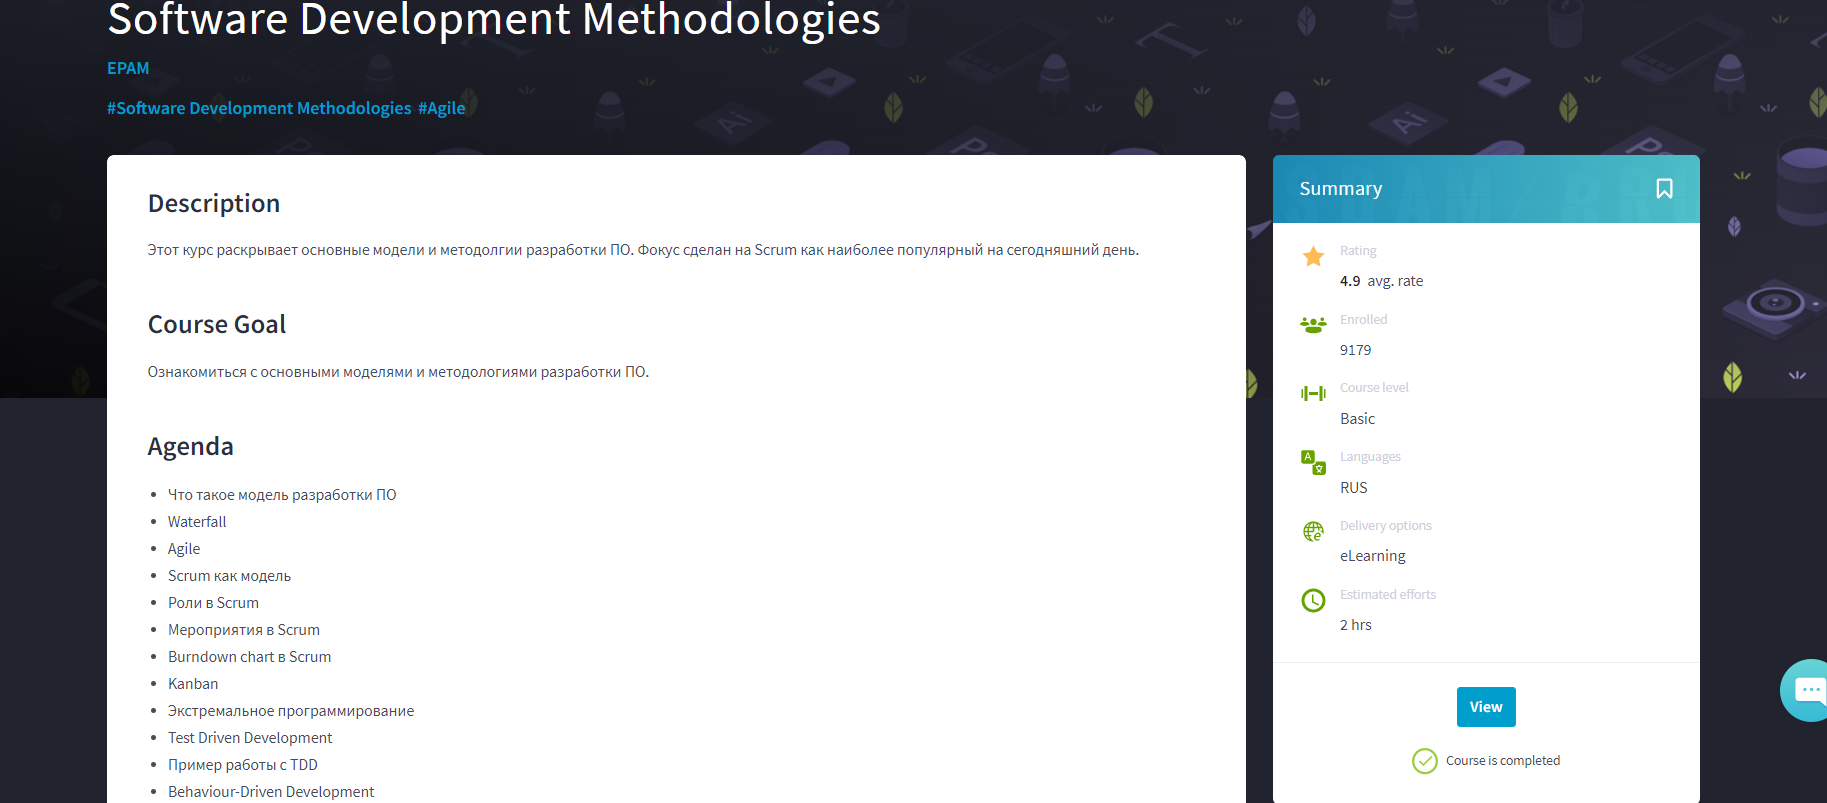 Software Development Methodologies
EPAM
#Software Development Methodologies #Agile
Description
Этот курс раскрывает основные модели и методолгии разработки ПО. Фокус сделан на Scrum как наиболее популярный на сегодняшний день.
Course Goal
Ознакомиться с основными моделями и методологиями разработки ПО.
Agenda
Что такое модель разработки ПО
Waterfall
Agile
Scrum как модель
Роли в Scrum
Мероприятия в Scrum
Burndown chart в Scrum
Kanban
Экстремальное программирование
Test Driven Development
Пример работы с TDD
Behaviour-Driven Development
Summary
Rating
4.9 avg. rate
Enrolled
9179
Course level
Basic
Languages
RUS
Delivery options
eLearning
Estimated efforts
2 hrs
View
Course is completed